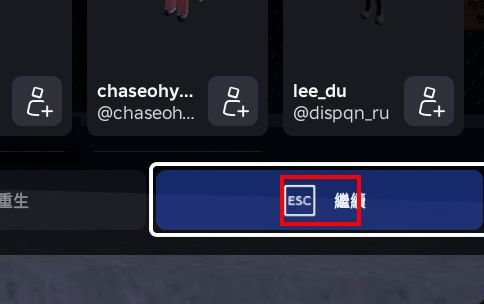 chaseohy... lee_du
@chaseoh... @dispqn_ru
重生 ESC 繼續